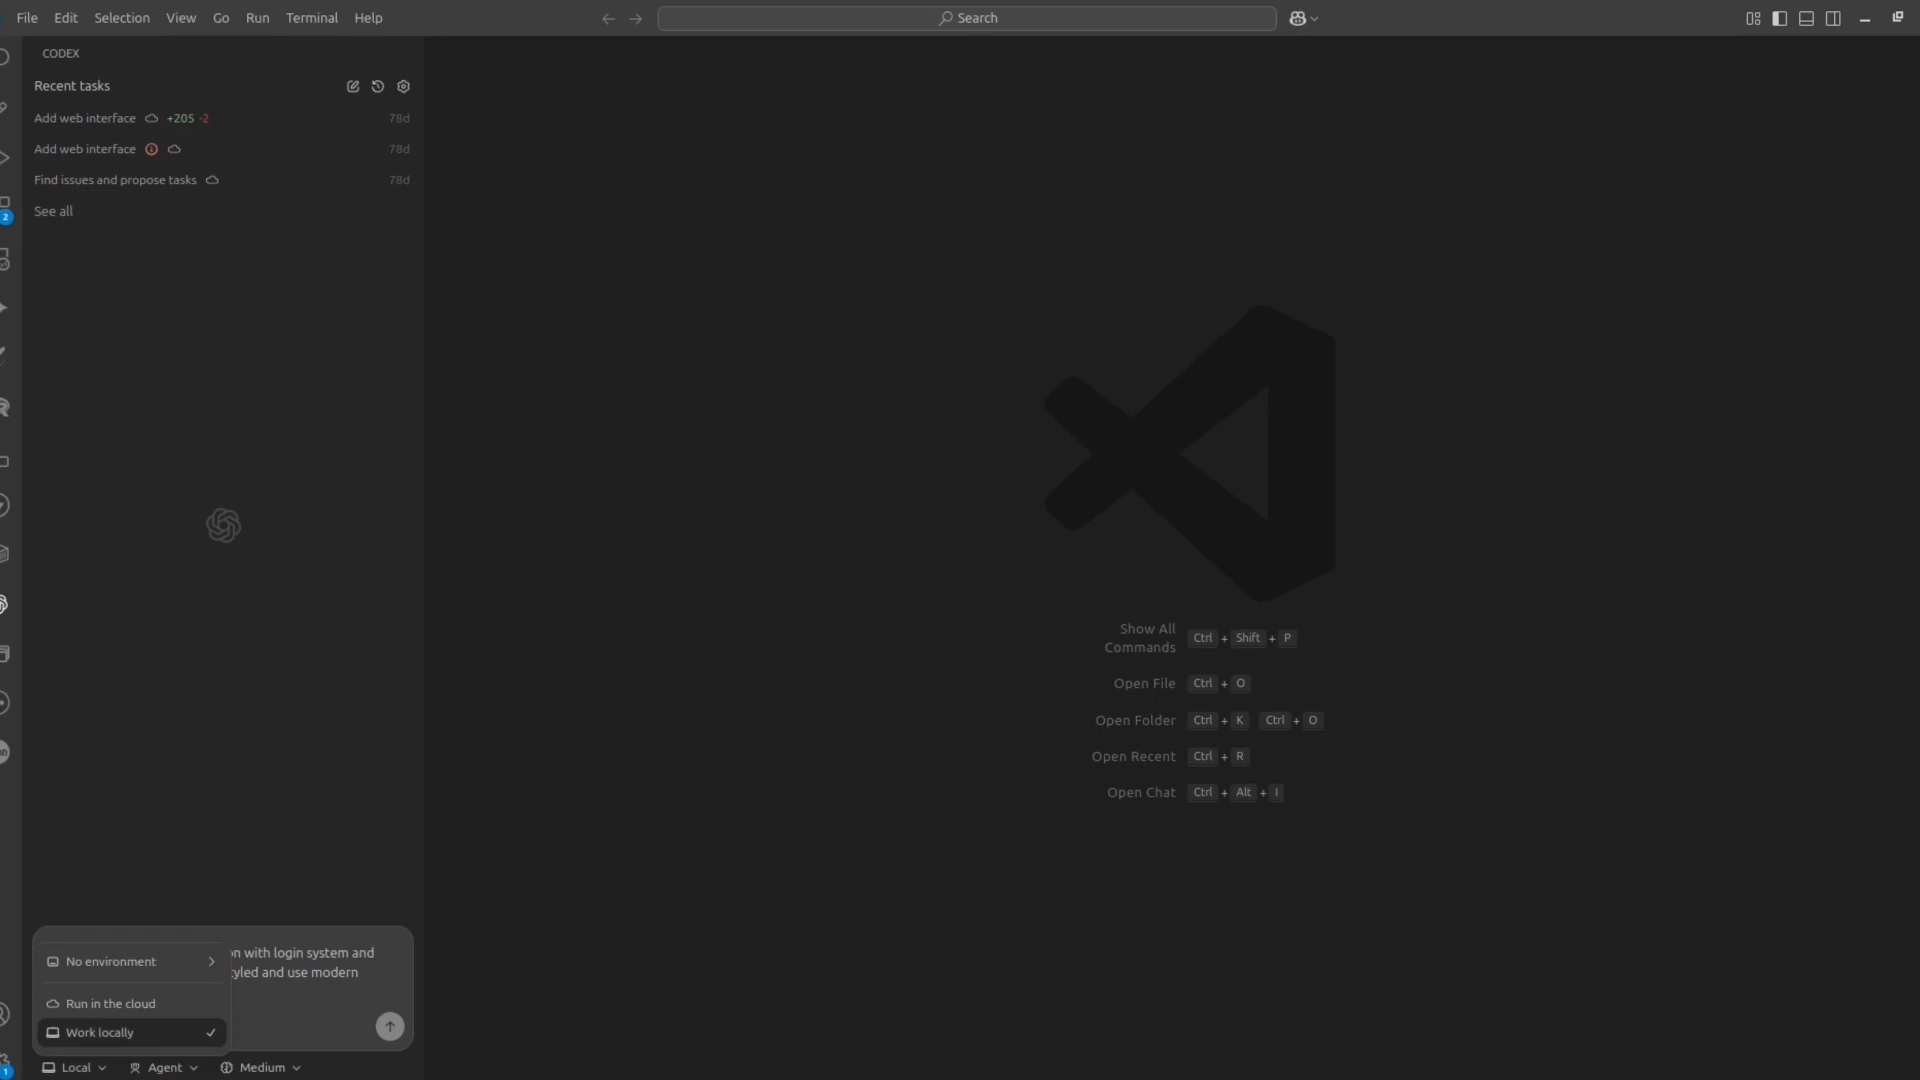 File Edit Selection View Go Run Terminal Help
Search
CODEX
Recent tasks
Add web interface +205 -2 78d
Add web interface 78d
Find issues and propose tasks 78d
See all
2
Show All Commands Ctrl + Shift + P
Open File Ctrl + O
Open Folder Ctrl + K Ctrl + O
Open Recent Ctrl + R
Open Chat Ctrl + Alt + I
with login system and
and use modern
No environment
Run in the cloud
Work locally
Local Agent Medium
1